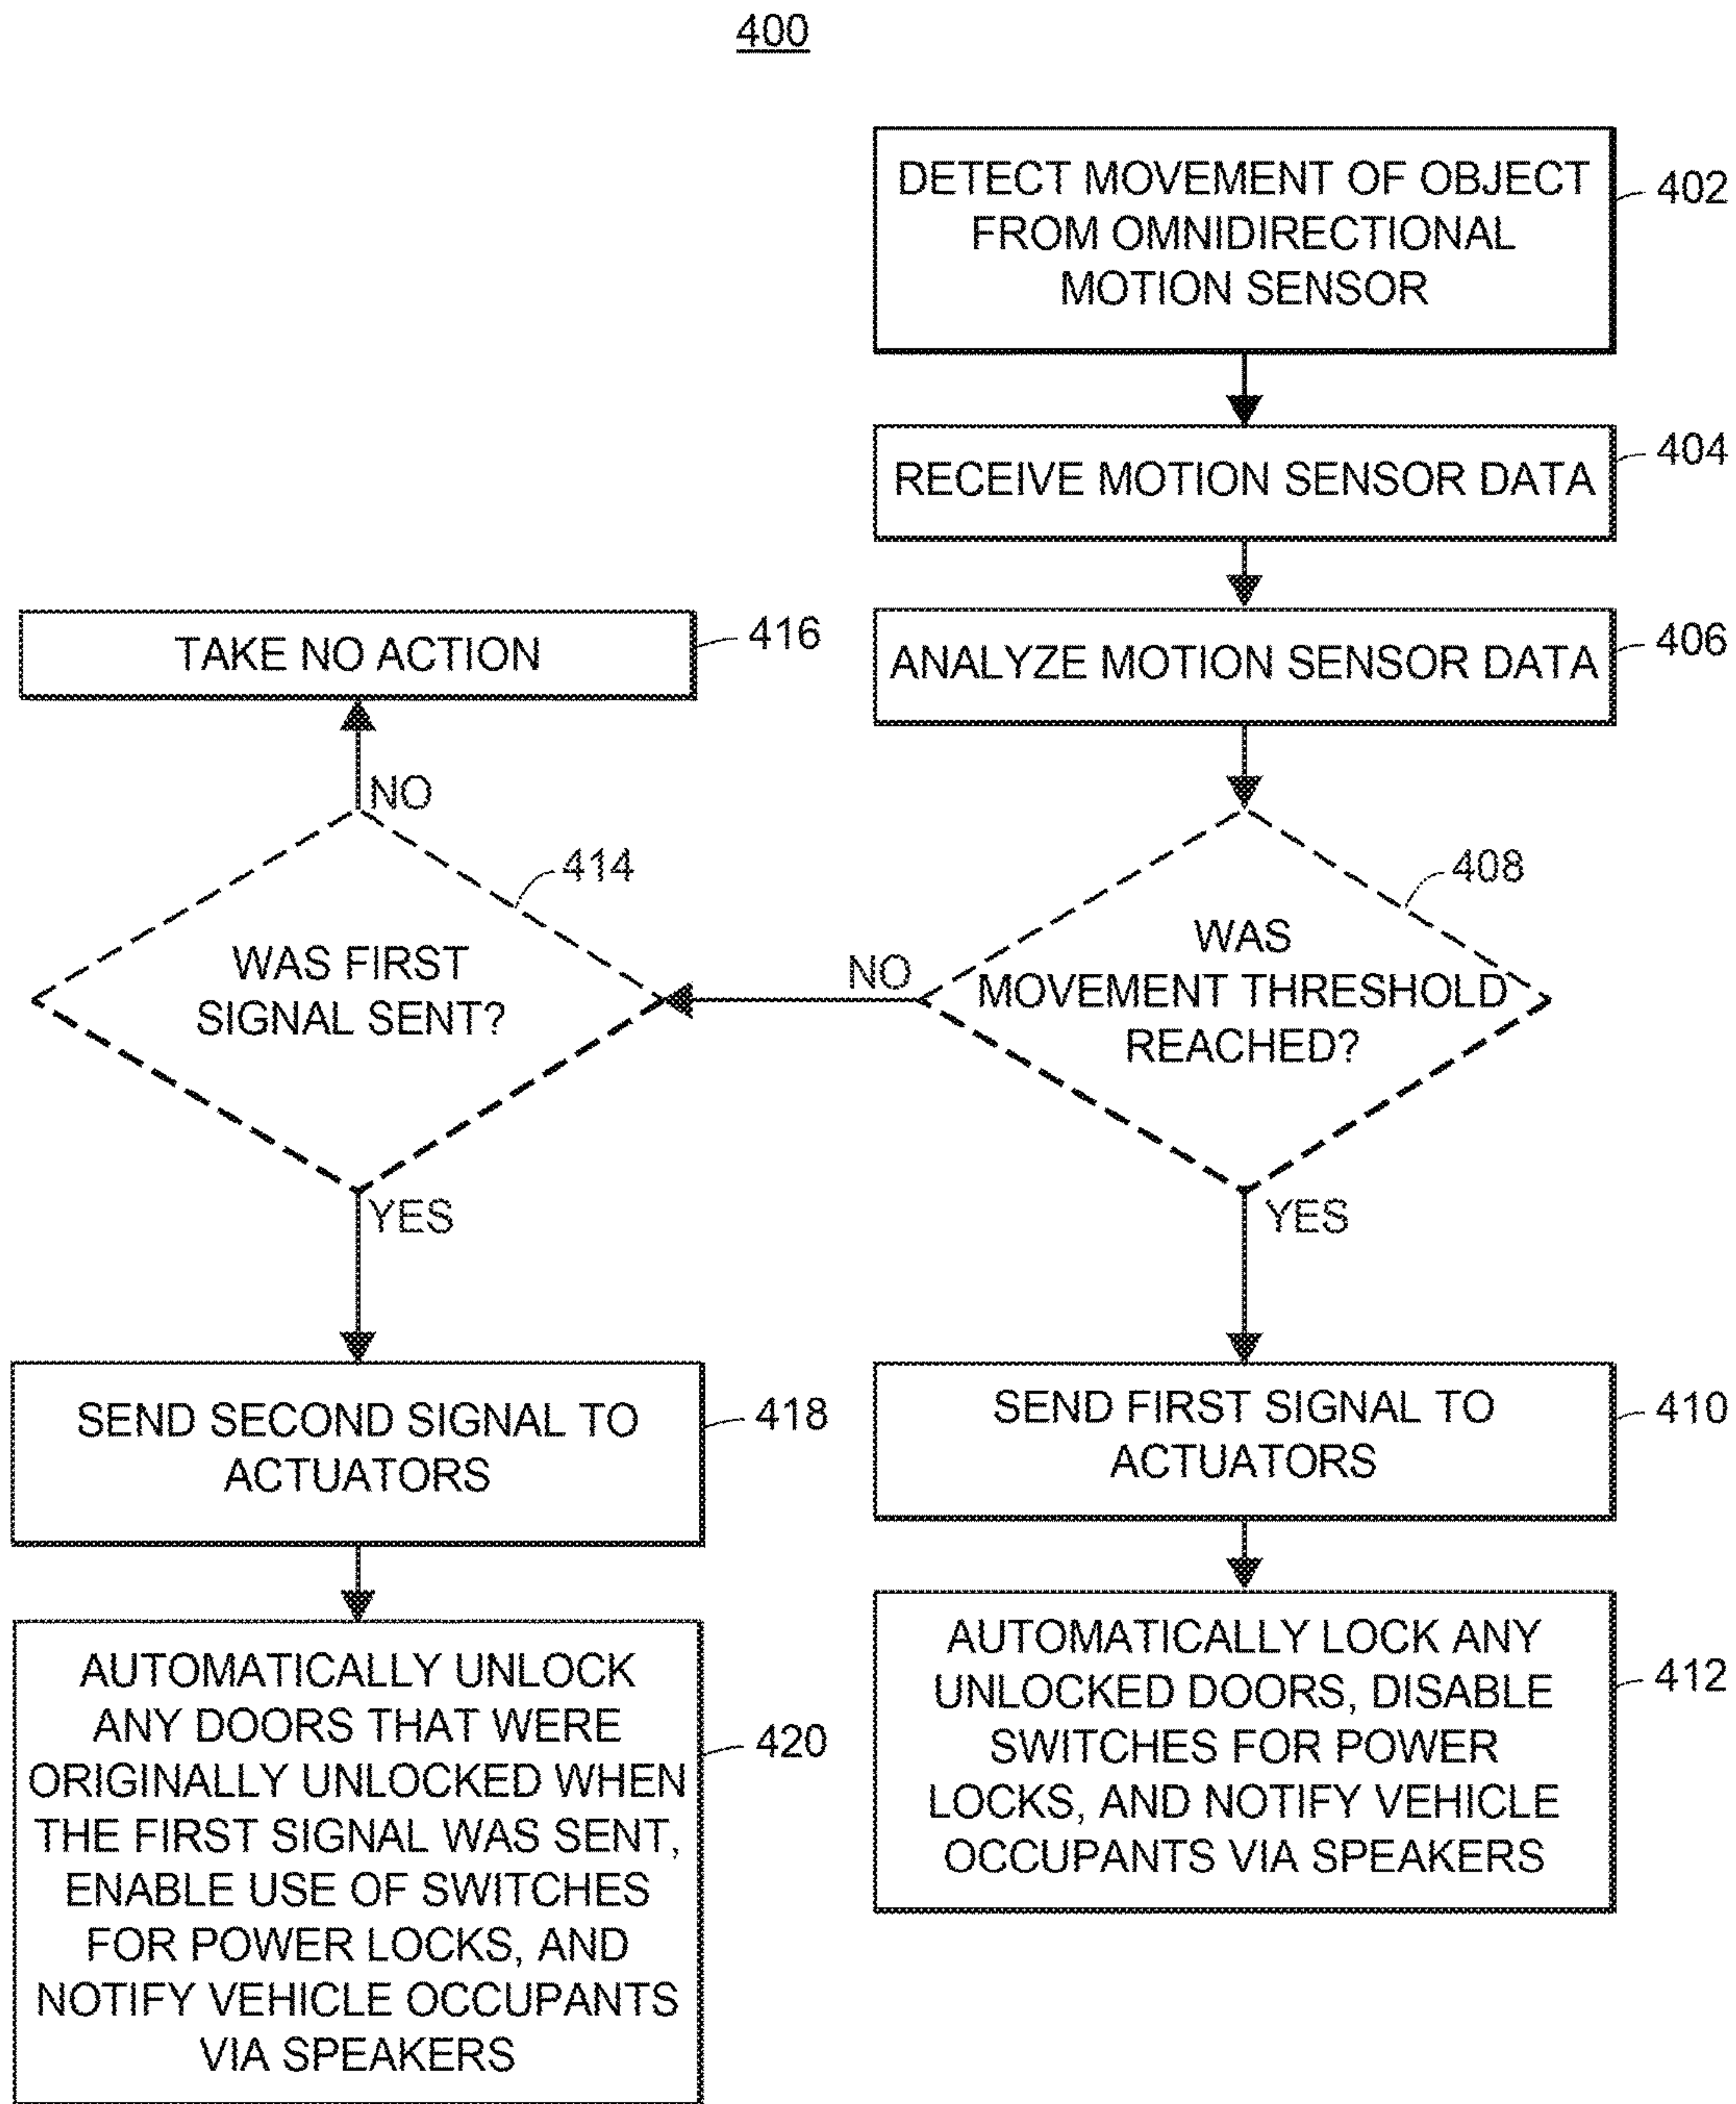 400
DETECT MOVEMENT OF OBJECT
FROM OMNIDIRECTIONAL
MOTION SENSOR
402
RECEIVE MOTION SENSOR DATA
404
ANALYZE MOTION SENSOR DATA
406
TAKE NO ACTION
416
NO
414
WAS FIRST
SIGNAL SENT?
YES
NO
408
WAS
MOVEMENT THRESHOLD
REACHED?
YES
SEND SECOND SIGNAL TO
ACTUATORS
418
SEND FIRST SIGNAL TO
ACTUATORS
410
AUTOMATICALLY UNLOCK
ANY DOORS THAT WERE
ORIGINALLY UNLOCKED WHEN
THE FIRST SIGNAL WAS SENT,
ENABLE USE OF SWITCHES
FOR POWER LOCKS, AND
NOTIFY VEHICLE OCCUPANTS
VIA SPEAKERS
420
AUTOMATICALLY LOCK ANY
UNLOCKED DOORS, DISABLE
SWITCHES FOR POWER
LOCKS, AND NOTIFY VEHICLE
OCCUPANTS VIA SPEAKERS
412